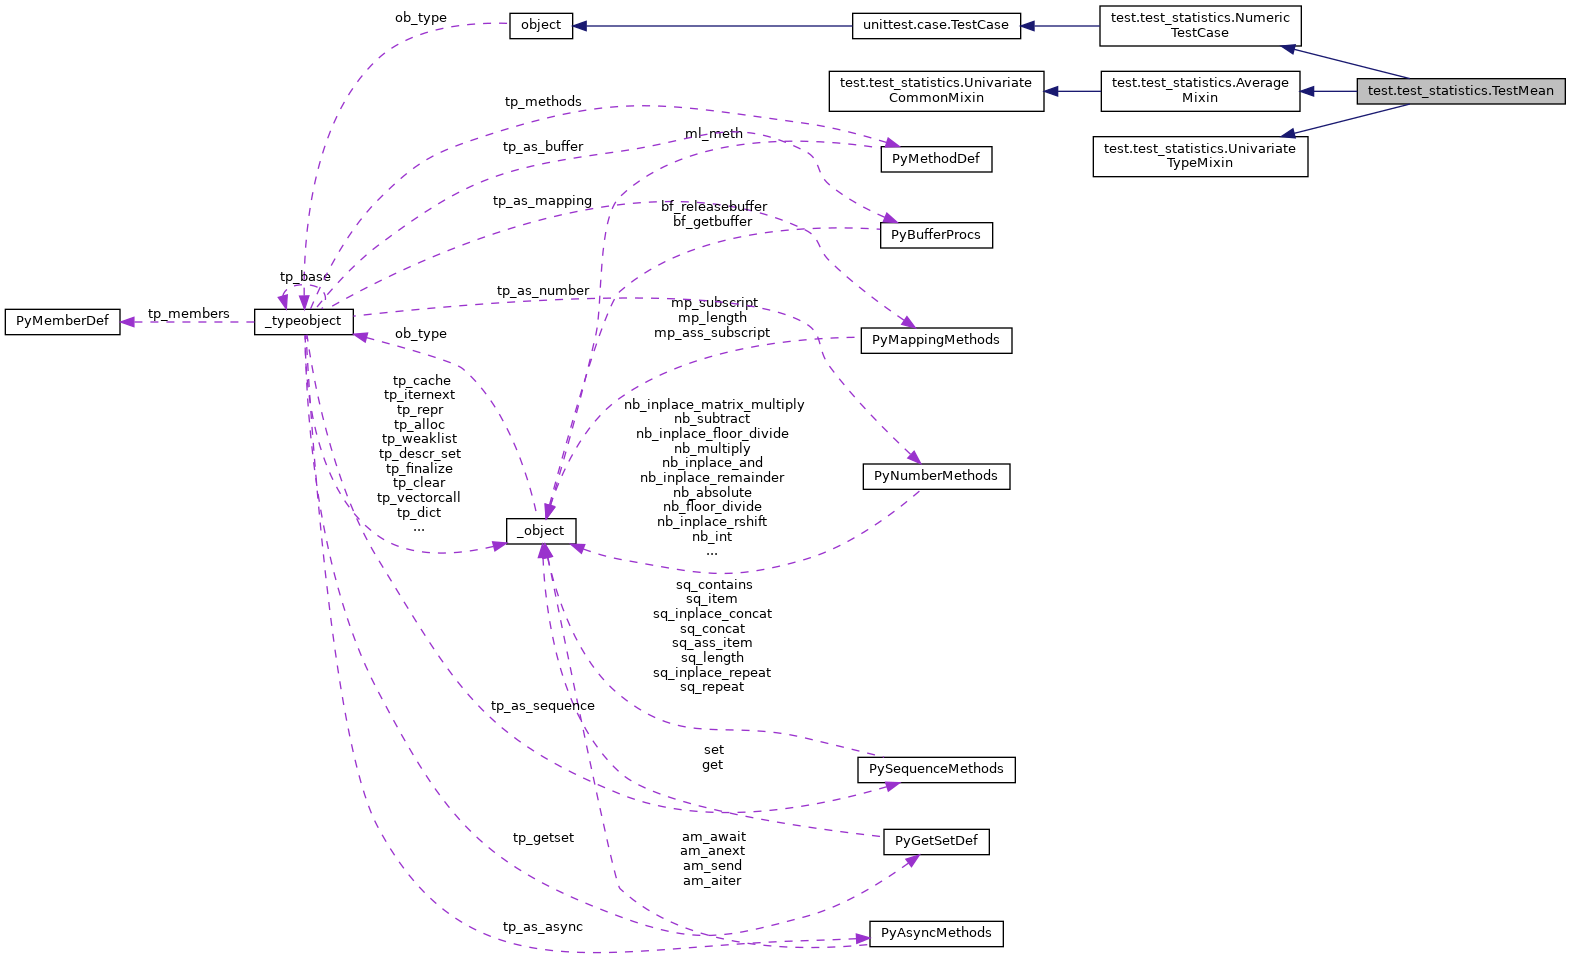 ob_type
object
unittest.case.TestCase
test.test_statistics.Numeric
TestCase
test.test_statistics.Univariate
CommonMixin
test.test_statistics.Average
Mixin
test.test_statistics.TestMean
test.test_statistics.Univariate
TypeMixin
tp_methods
ml_meth
tp_as_buffer
PyMethodDef
tp_as_mapping
bf_releasebuffer
bf_getbuffer
PyBufferProcs
tp_base
tp_as_number
PyMemberDef
tp_members
_typeobject
ob_type
mp_subscript
mp_length
mp_ass_subscript
PyMappingMethods
tp_cache
tp_iternext
tp_repr
tp_alloc
tp_weaklist
tp_descr_set
tp_finalize
tp_clear
tp_vectorcall
tp_dict
...
nb_inplace_matrix_multiply
nb_subtract
nb_inplace_floor_divide
nb_multiply
nb_inplace_and
nb_inplace_remainder
nb_absolute
nb_floor_divide
nb_inplace_rshift
nb_int
...
PyNumberMethods
_object
sq_contains
sq_item
sq_inplace_concat
sq_concat
sq_ass_item
sq_length
sq_inplace_repeat
sq_repeat
tp_as_sequence
set
get
PySequenceMethods
tp_getset
am_await
am_anext
am_send
am_aiter
PyGetSetDef
tp_as_async
PyAsyncMethods